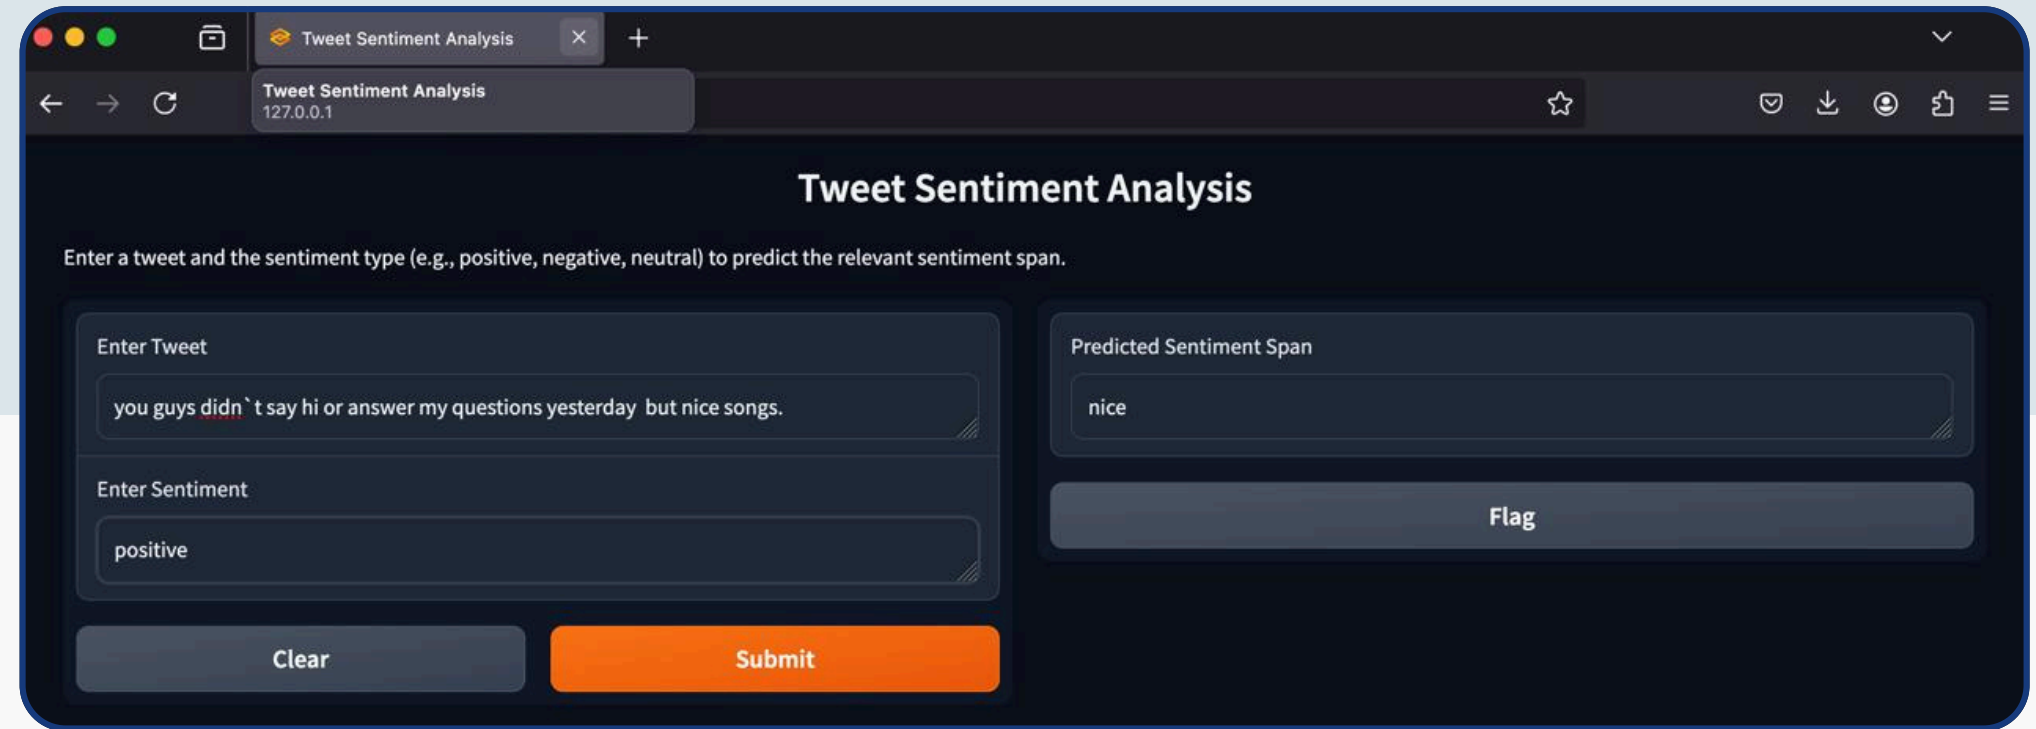 Tweet Sentiment Analysis
Tweet Sentiment Analysis
127.0.0.1
Tweet Sentiment Analysis
Enter a tweet and the sentiment type (e.g., positive, negative, neutral) to predict the relevant sentiment span.
Enter Tweet
you guys didn`t say hi or answer my questions yesterday  but nice songs.
Enter Sentiment
positive
Clear
Submit
Predicted Sentiment Span
nice
Flag